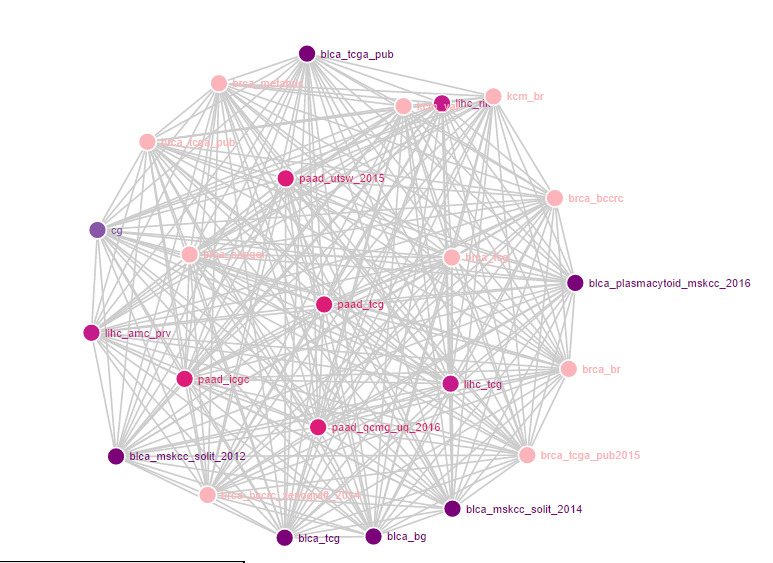 blca_tcga_pub
brca_metabric
kcm_br
brca_tcga_pub
paad_utsw_2015
brca_bccrc
cg
brca_sanger
brca_tcg
blca_plasmacytoid_mskcc_2016
paad_tcg
lihc_amc_prv
brca_br
paad_icgc
lihc_tcg
paad_qcmg_uq_2016
blca_mskcc_solit_2012
brca_tcga_pub2015
brca_bccrc_xenograft_2014
blca_mskcc_solit_2014
blca_tcg
blca_bg